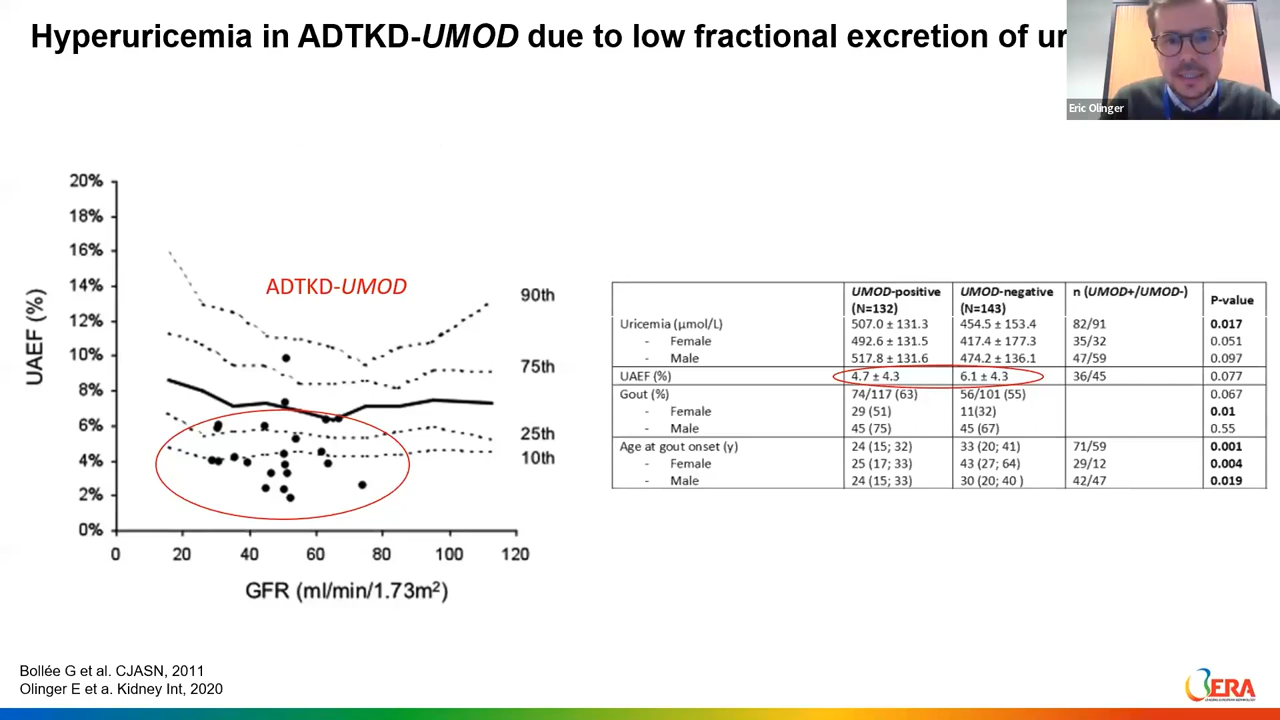 Hyperuricemia in ADTKD-UMOD due to low fractional excretion of ur
Eric Olinger
20%
18%
16%
14%
12%
10%
8%
6%
4%
2%
0%
UAEF (%)
ADTKD-UMOD
90th
75th
25th
10th
0 20 40 60 80 100 120
GFR (ml/min/1.73m²)
UMOD-positive (N=132) UMOD-negative (N=143) n (UMOD+/UMOD-) P-value
Uricemia (µmol/L) 507.0 ± 131.3 454.5 ± 153.4 82/91 0.017
- Female 492.6 ± 131.5 417.4 ± 177.3 35/32 0.051
- Male 517.8 ± 131.6 474.2 ± 136.1 47/59 0.097
UAEF (%) 4.7 ± 4.3 6.1 ± 4.3 36/45 0.077
Gout (%) 74/117 (63) 56/101 (55) 0.067
- Female 29 (51) 11(32) 0.01
- Male 45 (75) 45 (67) 0.55
Age at gout onset (y) 24 (15; 32) 33 (20; 41) 71/59 0.001
- Female 25 (17; 33) 43 (27; 64) 29/12 0.004
- Male 24 (15; 33) 30 (20; 40 ) 42/47 0.019
Bollée G et al. CJASN, 2011
Olinger E et a. Kidney Int, 2020
ERA